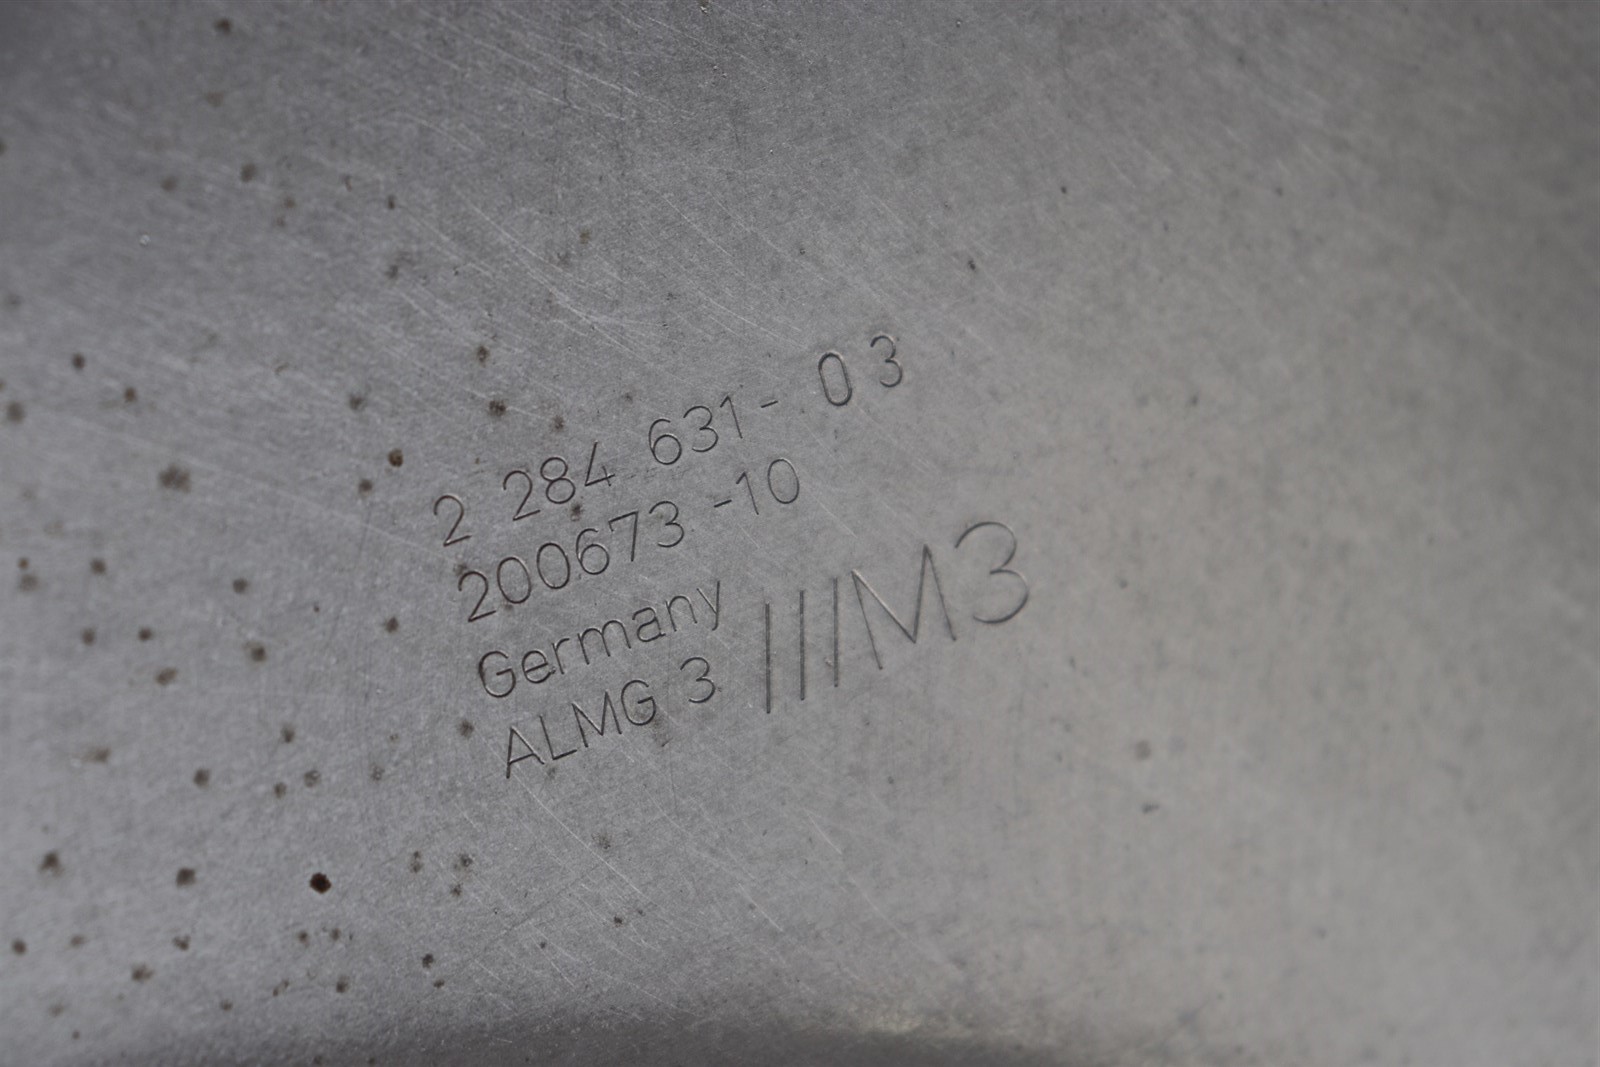 2 284 631- 03
200673 -10
Germany
ALMG 3 ///M3